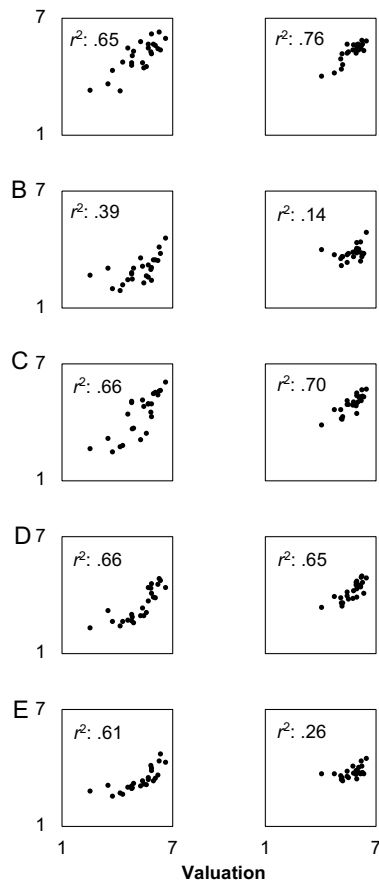 7
r²: .65
r²: .76
1
B 7
r²: .39
r²: .14
1
C 7
r²: .66
r²: .70
1
D 7
r²: .66
r²: .65
1
E 7
r²: .61
r²: .26
1
1 7 1 7
Valuation